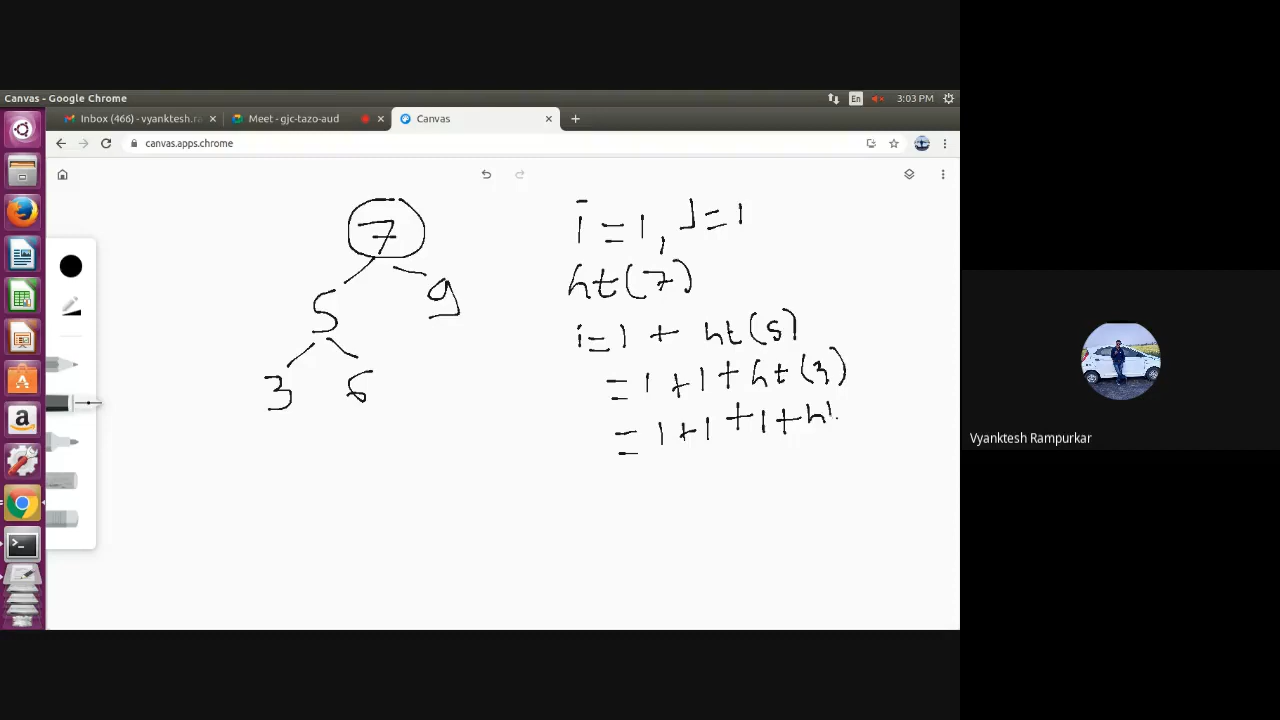 Canvas - Google Chrome
En
3:03 PM
Inbox (466) - vyanktesh.ra
Meet - gjc-tazo-aud
Canvas
canvas.apps.chrome
7
i=1, J=1
ht(7)
5
9
i=1 + ht(5)
3
6
=1+1+ht(3)
=1+1+1+h
Vyanktesh Rampurkar